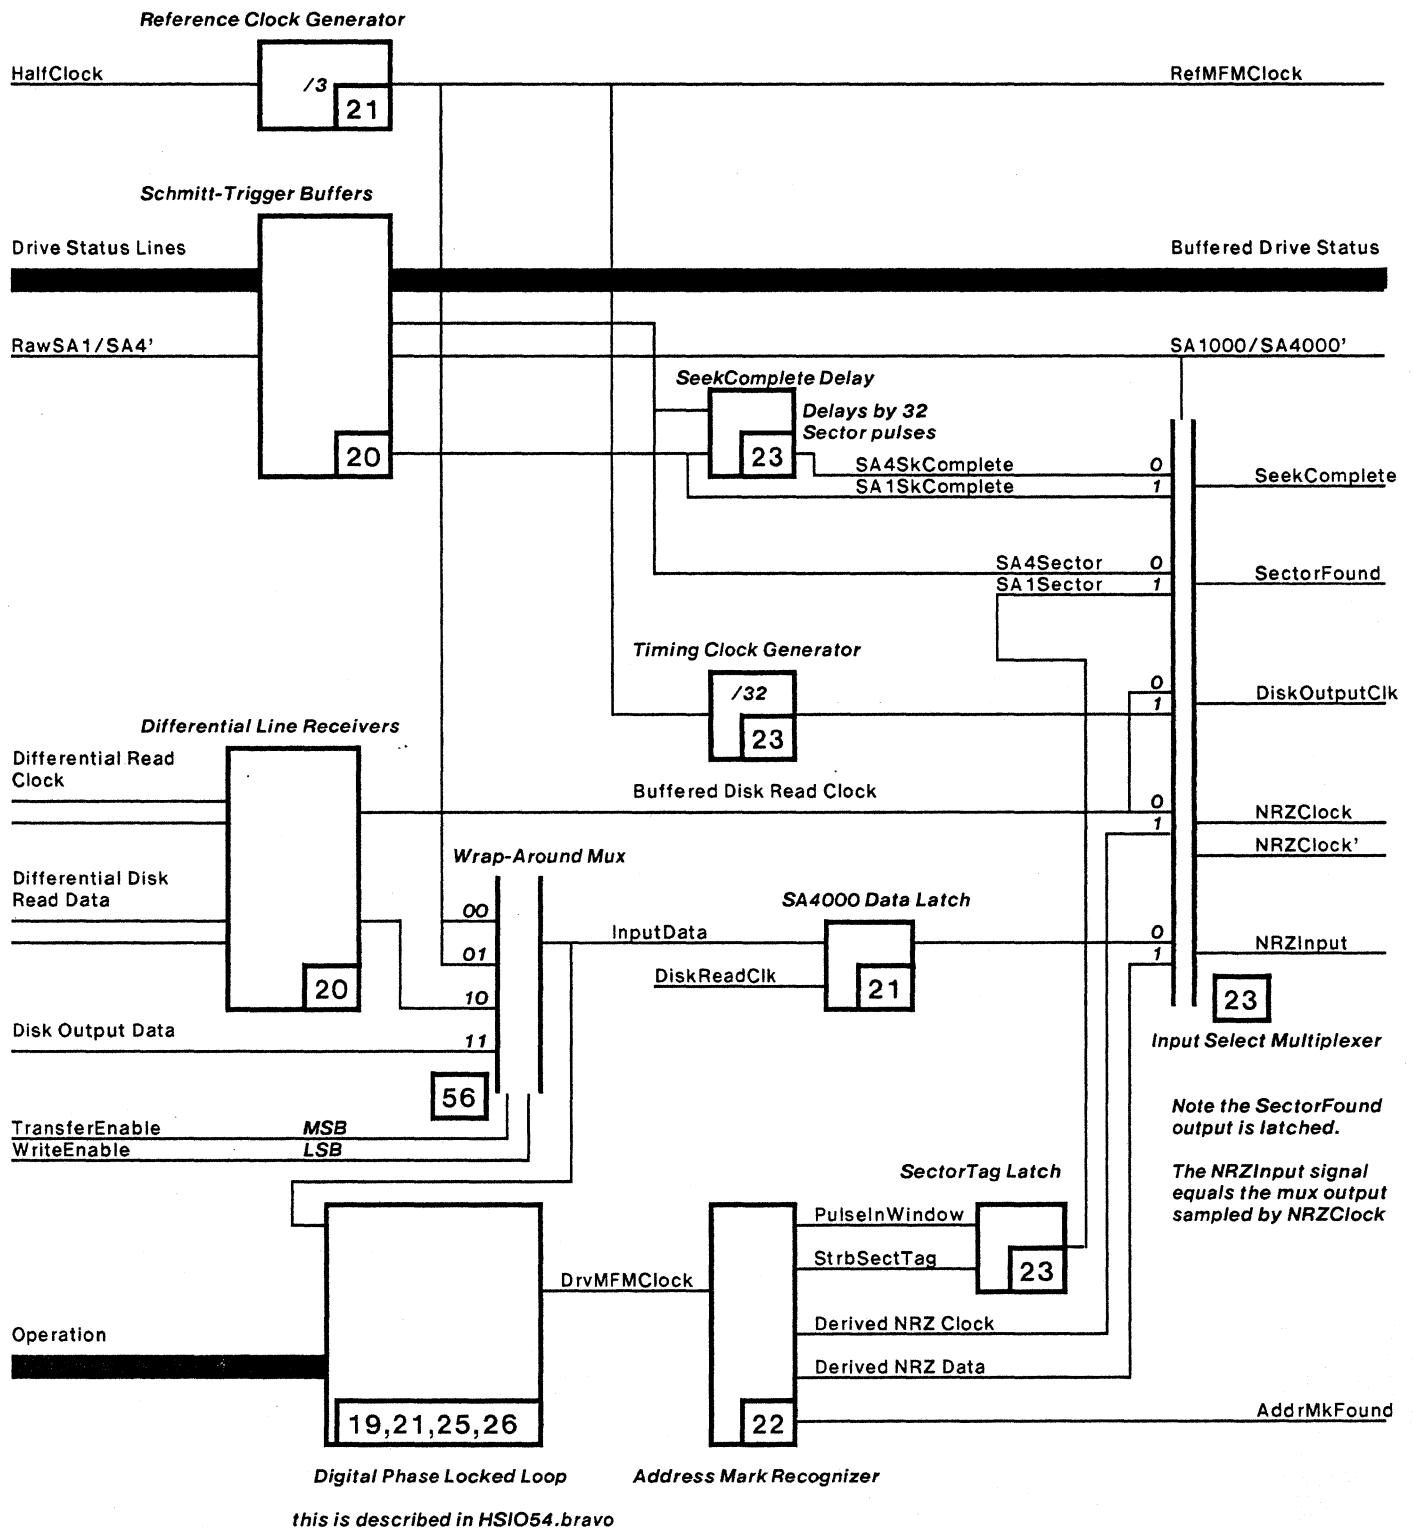 Reference Clock Generator
HalfClock
/3
21
RefMFMClock
Schmitt-Trigger Buffers
Drive Status Lines
Buffered Drive Status
RawSA1/SA4'
SA1000/SA4000'
20
SeekComplete Delay
Delays by 32
Sector pulses
23
SA4SkComplete
0
SA1SkComplete
1
SeekComplete
SA4Sector
0
SA1Sector
1
SectorFound
Timing Clock Generator
/32
23
0
1
DiskOutputClk
Differential Line Receivers
Differential Read
Clock
Buffered Disk Read Clock
0
1
NRZClock
NRZClock'
Wrap-Around Mux
Differential Disk
Read Data
20
00
01
10
11
InputData
SA4000 Data Latch
DiskReadClk
21
0
1
NRZInput
23
Input Select Multiplexer
Disk Output Data
56
TransferEnable
MSB
WriteEnable
LSB
Note the SectorFound
output is latched.
The NRZInput signal
equals the mux output
sampled by NRZClock
SectorTag Latch
PulseInWindow
StrbSectTag
23
DrvMFMClock
Derived NRZ Clock
Operation
Derived NRZ Data
19,21,25,26
22
AddrMkFound
Digital Phase Locked Loop
Address Mark Recognizer
this is described in HSIO54.bravo